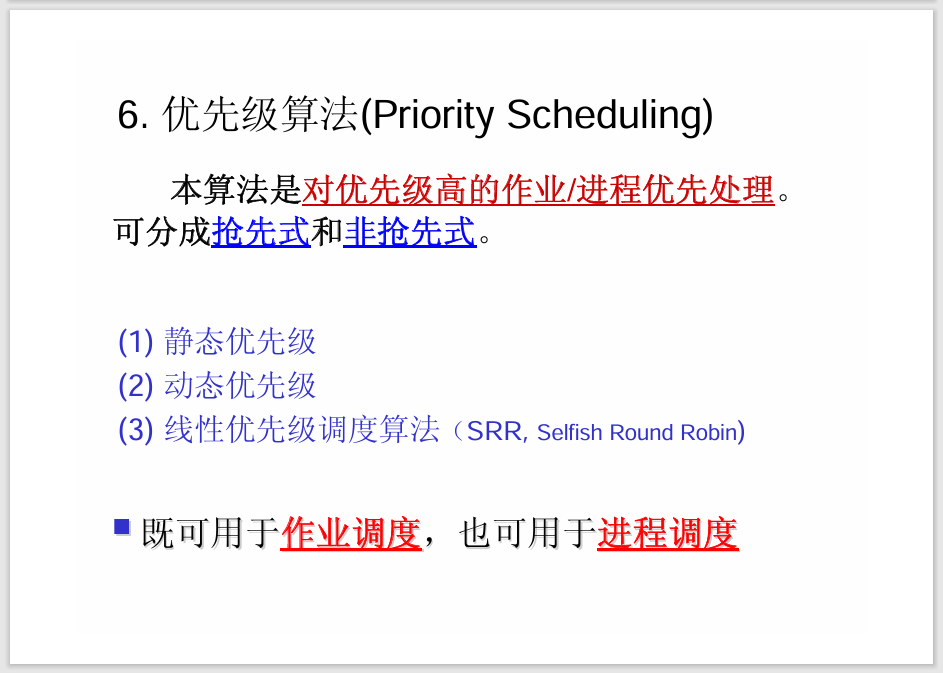 6. 优先级算法(Priority Scheduling)
本算法是对优先级高的作业/进程优先处理。
可分成抢先式和非抢先式。
(1) 静态优先级
(2) 动态优先级
(3) 线性优先级调度算法（SRR, Selfish Round Robin)
既可用于作业调度，也可用于进程调度